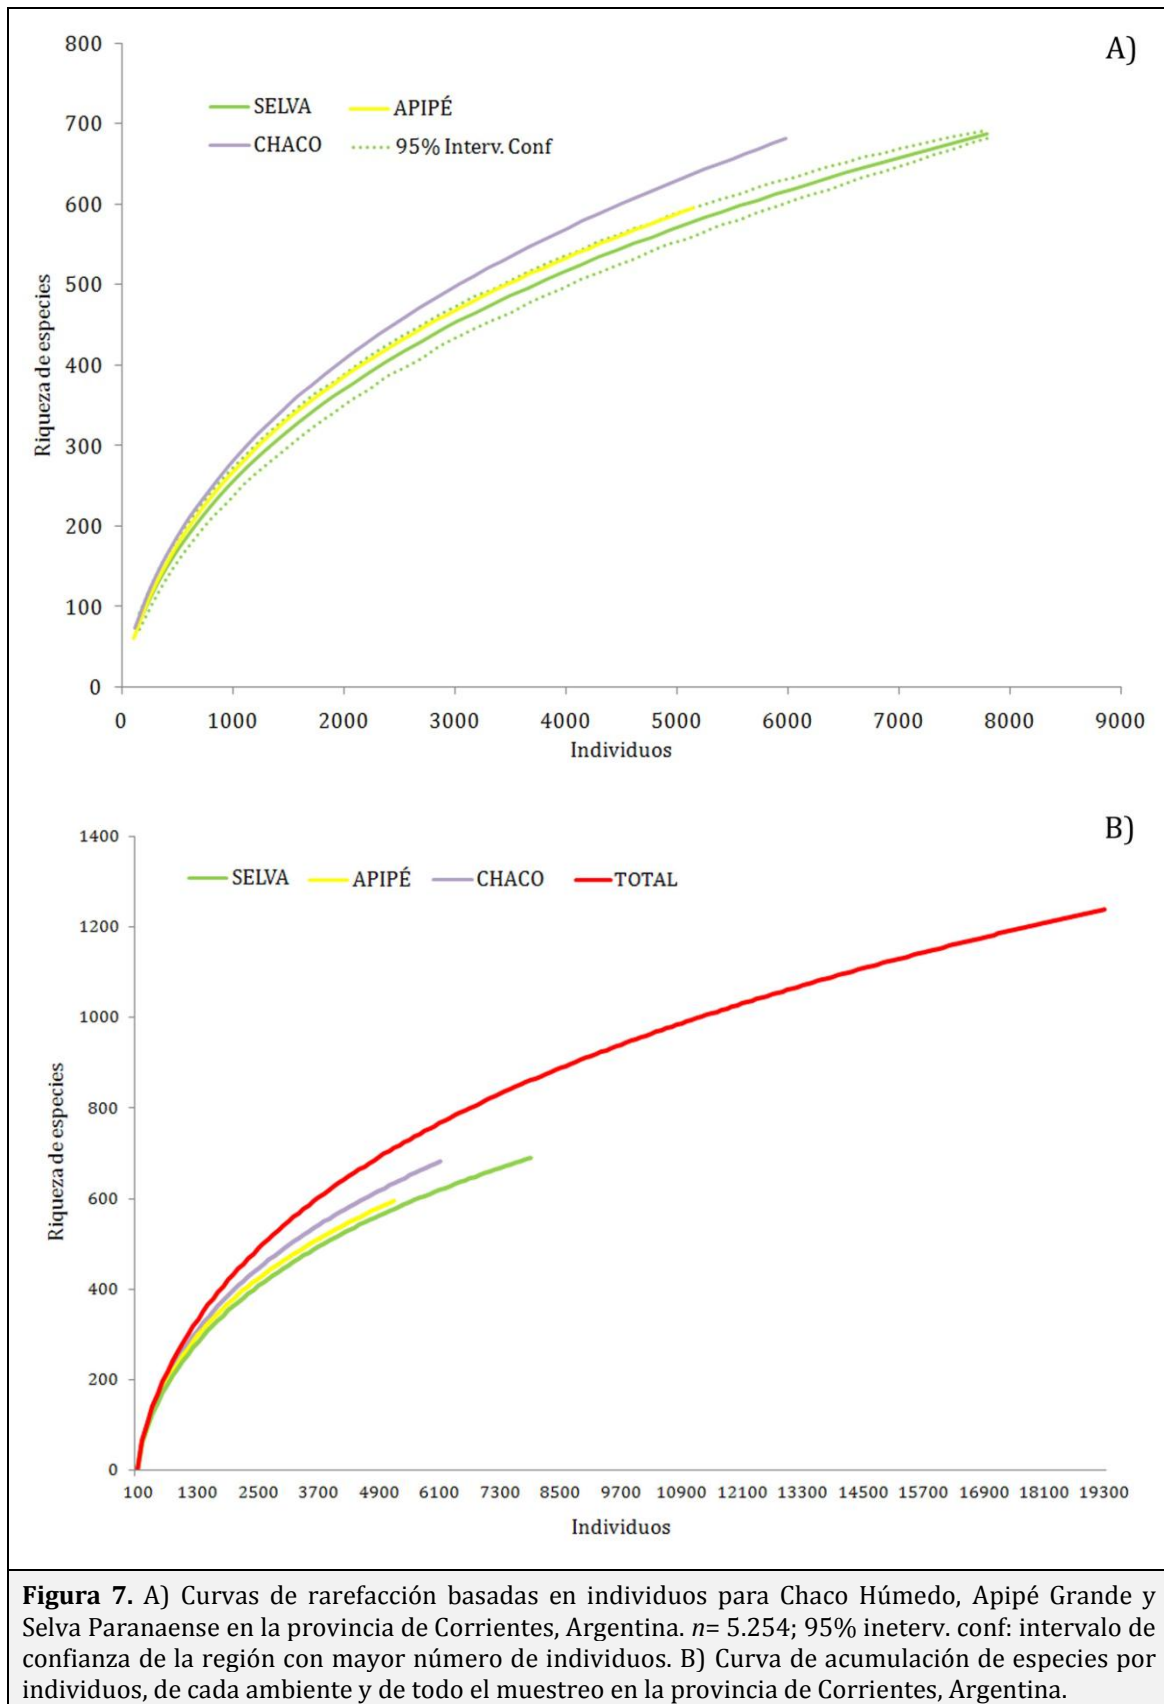 A)
800
700
600
500
400
300
200
100
0
SELVA APIPÉ
CHACO 95% Interv. Conf
Riqueza de especies
0 1000 2000 3000 4000 5000 6000 7000 8000 9000
Individuos
B)
1400
1200
1000
800
600
400
200
0
SELVA APIPÉ CHACO TOTAL
Riqueza de especies
100 1300 2500 3700 4900 6100 7300 8500 9700 10900 12100 13300 14500 15700 16900 18100 19300
Individuos
Figura 7. A) Curvas de rarefacción basadas en individuos para Chaco Húmedo, Apipé Grande y
Selva Paranaense en la provincia de Corrientes, Argentina. n= 5.254; 95% ineterv. conf: intervalo de
confianza de la región con mayor número de individuos. B) Curva de acumulación de especies por
individuos, de cada ambiente y de todo el muestreo en la provincia de Corrientes, Argentina.